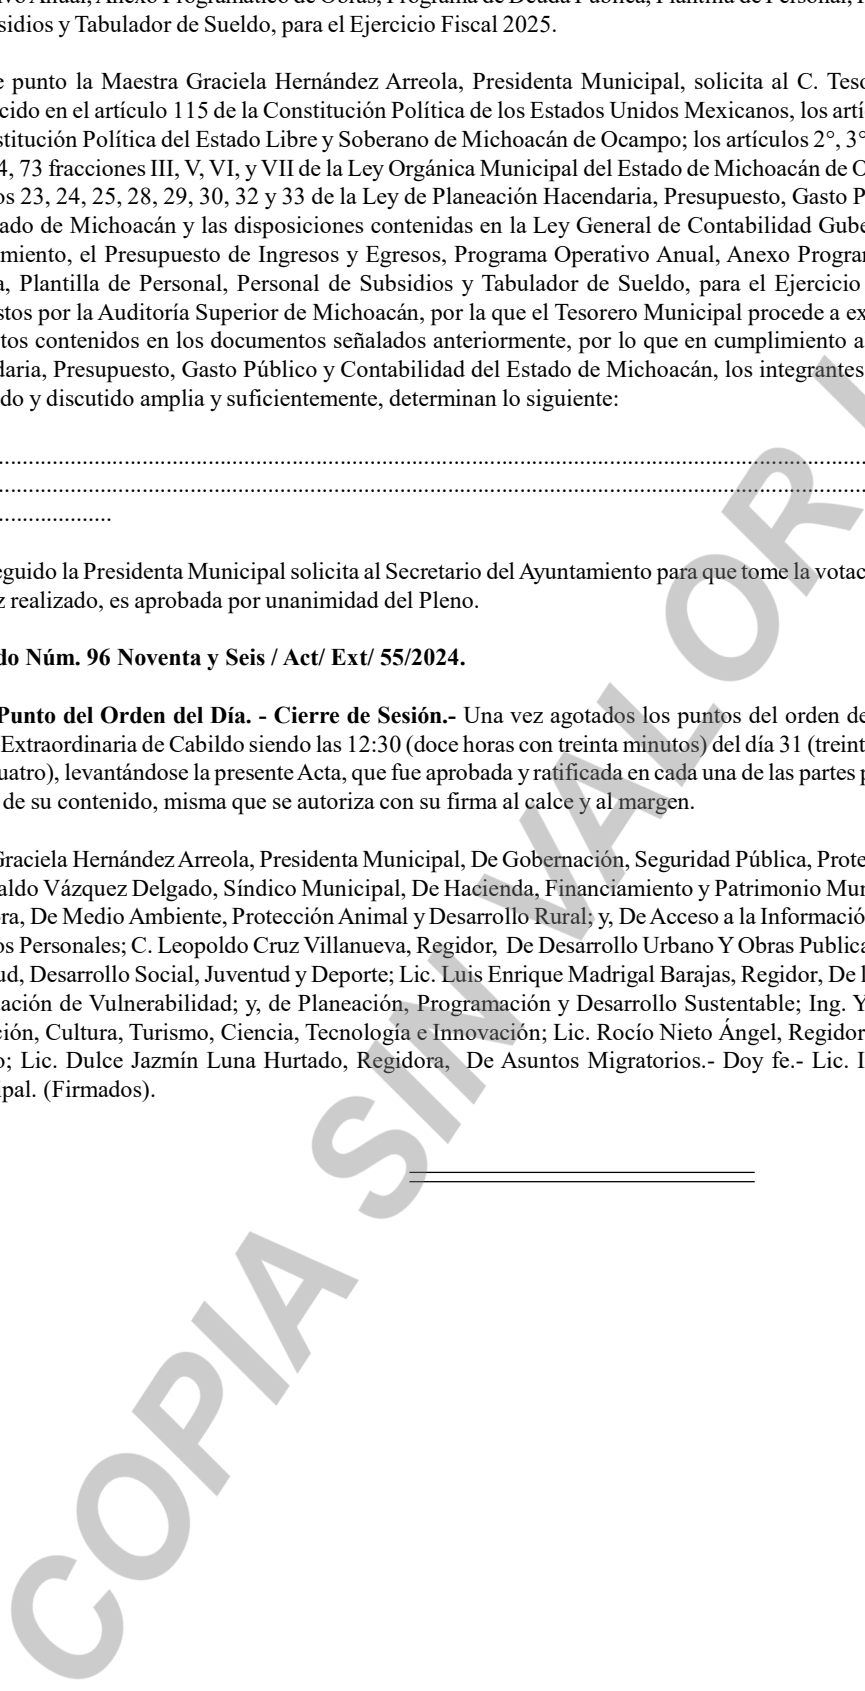 sidios y Tabulador de Sueldo, para el Ejercicio Fiscal 2025.
e punto la Maestra Graciela Hernández Arreola, Presidenta Municipal, solicita al C. Teso
cido en el artículo 115 de la Constitución Política de los Estados Unidos Mexicanos, los artí
stitución Política del Estado Libre y Soberano de Michoacán de Ocampo; los artículos 2°, 3°
4, 73 fracciones III, V, VI, y VII de la Ley Orgánica Municipal del Estado de Michoacán de O
os 23, 24, 25, 28, 29, 30, 32 y 33 de la Ley de Planeación Hacendaria, Presupuesto, Gasto P
ado de Michoacán y las disposiciones contenidas en la Ley General de Contabilidad Gube
miento, el Presupuesto de Ingresos y Egresos, Programa Operativo Anual, Anexo Progra
a, Plantilla de Personal, Personal de Subsidios y Tabulador de Sueldo, para el Ejercicio
stos por la Auditoría Superior de Michoacán, por la que el Tesorero Municipal procede a ex
tos contenidos en los documentos señalados anteriormente, por lo que en cumplimiento a
daria, Presupuesto, Gasto Público y Contabilidad del Estado de Michoacán, los integrantes
do y discutido amplia y suficientemente, determinan lo siguiente:
eguido la Presidenta Municipal solicita al Secretario del Ayuntamiento para que tome la votac
z realizado, es aprobada por unanimidad del Pleno.
do Núm. 96 Noventa y Seis / Act/ Ext/ 55/2024.
Punto del Orden del Día. - Cierre de Sesión.- Una vez agotados los puntos del orden de
Extraordinaria de Cabildo siendo las 12:30 (doce horas con treinta minutos) del día 31 (treint
uatro), levantándose la presente Acta, que fue aprobada y ratificada en cada una de las partes p
de su contenido, misma que se autoriza con su firma al calce y al margen.
Graciela Hernández Arreola, Presidenta Municipal, De Gobernación, Seguridad Pública, Prote
aldo Vázquez Delgado, Síndico Municipal, De Hacienda, Financiamiento y Patrimonio Mun
ora, De Medio Ambiente, Protección Animal y Desarrollo Rural; y, De Acceso a la Informació
os Personales; C. Leopoldo Cruz Villanueva, Regidor, De Desarrollo Urbano Y Obras Publica
ud, Desarrollo Social, Juventud y Deporte; Lic. Luis Enrique Madrigal Barajas, Regidor, De l
ación de Vulnerabilidad; y, de Planeación, Programación y Desarrollo Sustentable; Ing. Y
ción, Cultura, Turismo, Ciencia, Tecnología e Innovación; Lic. Rocío Nieto Ángel, Regidor
o; Lic. Dulce Jazmín Luna Hurtado, Regidora, De Asuntos Migratorios.- Doy fe.- Lic. I
ipal. (Firmados).
COPIA SIN VALOR